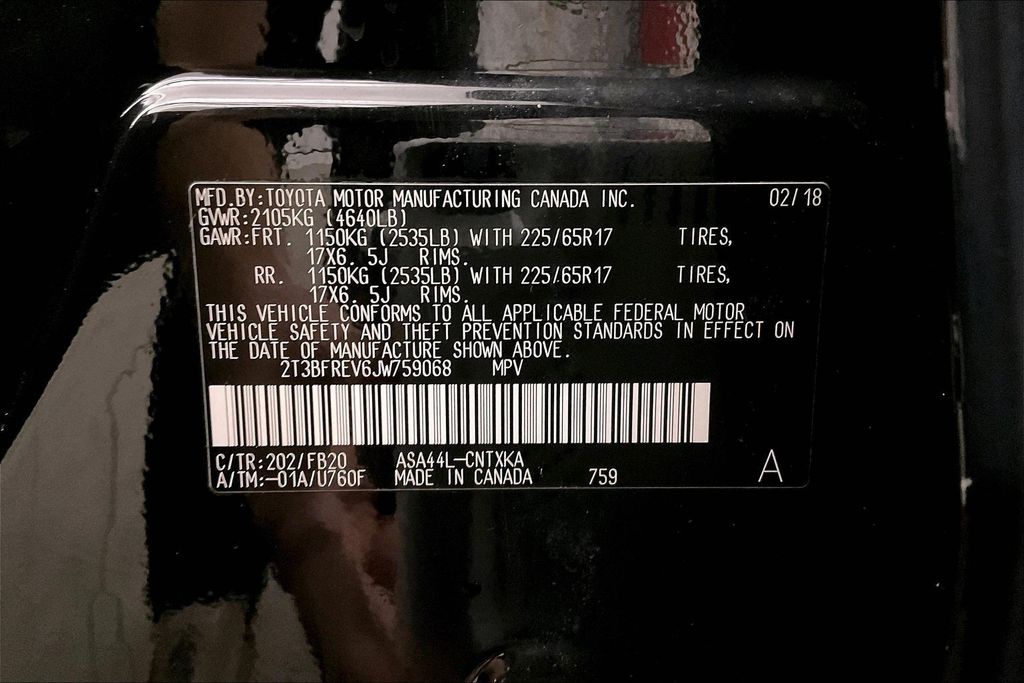 MFD.BY:TOYOTA MOTOR MANUFACTURING CANADA INC. 02/18
GVWR:2105KG (4640LB)
GAWR:FRT. 1150KG (2535LB) WITH 225/65R17 TIRES,
17X6.5J RIMS.
RR. 1150KG (2535LB) WITH 225/65R17 TIRES,
17X6.5J RIMS.
THIS VEHICLE CONFORMS TO ALL APPLICABLE FEDERAL MOTOR
VEHICLE SAFETY AND THEFT PREVENTION STANDARDS IN EFFECT ON
THE DATE OF MANUFACTURE SHOWN ABOVE.
2T3BFREV6JW759068 MPV
C/TR:202/FB20 ASA44L-CNTXKA
A/TM:-01A/U760F MADE IN CANADA 759 A